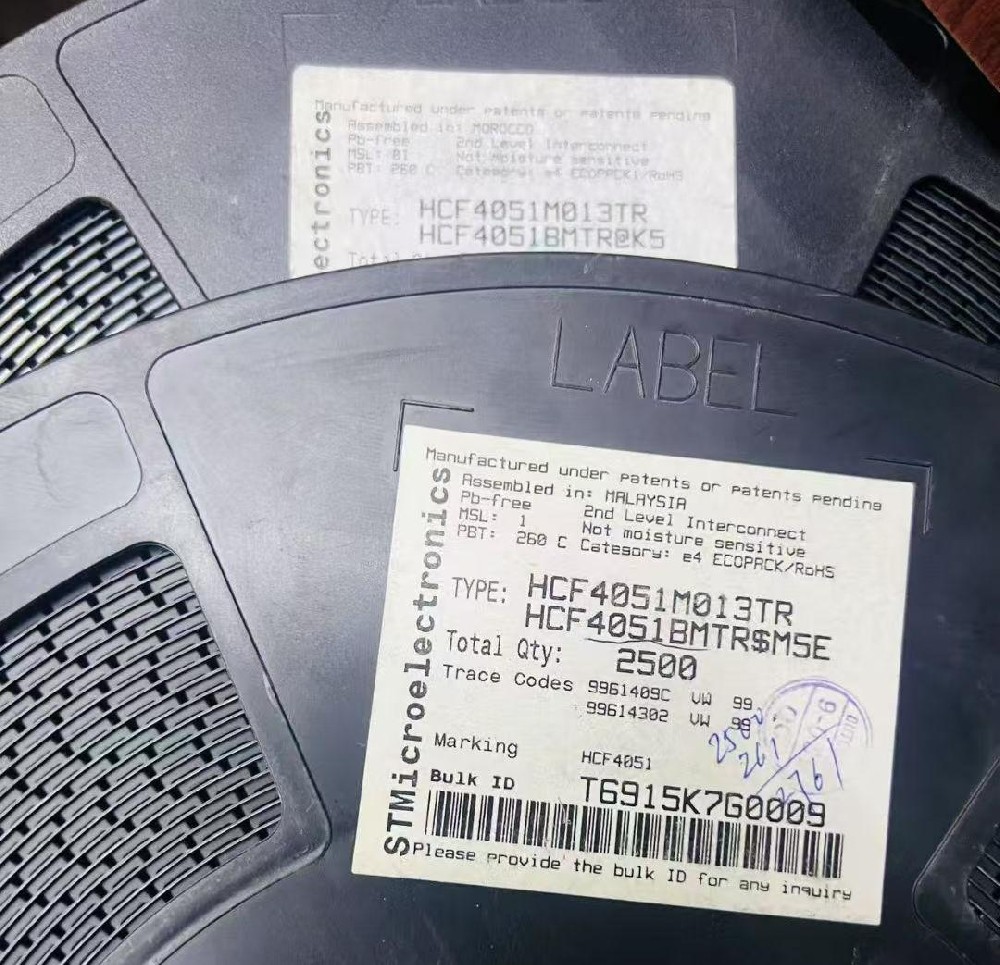 Manufactured under patents or patents pending
Assembled in: MOROCCO
Pb-free 2nd Level Interconnect
MSL: 01 Not moisture sensitive
PBT: 260 C Category: e4 ECOPACK1/RoHS
TYPE: HCF4051M013TR
HCF4051BMTR@K5
Total
ectronics
LABEL
Manufactured under patents or patents pending
Assembled in: MALAYSIA
Pb-free 2nd Level Interconnect
MSL: 1 Not moisture sensitive
PBT: 260 C Category: e4 ECOPACK/RoHS
TYPE: HCF4051M013TR
HCF4051BMTR$M5E
Total Qty: 2500
Trace Codes 9961409C VW 99
99614302 VW 99
Marking HCF4051
Bulk ID T6915K7G0009
Please provide the bulk ID for any inquiry
STMicroelectronics